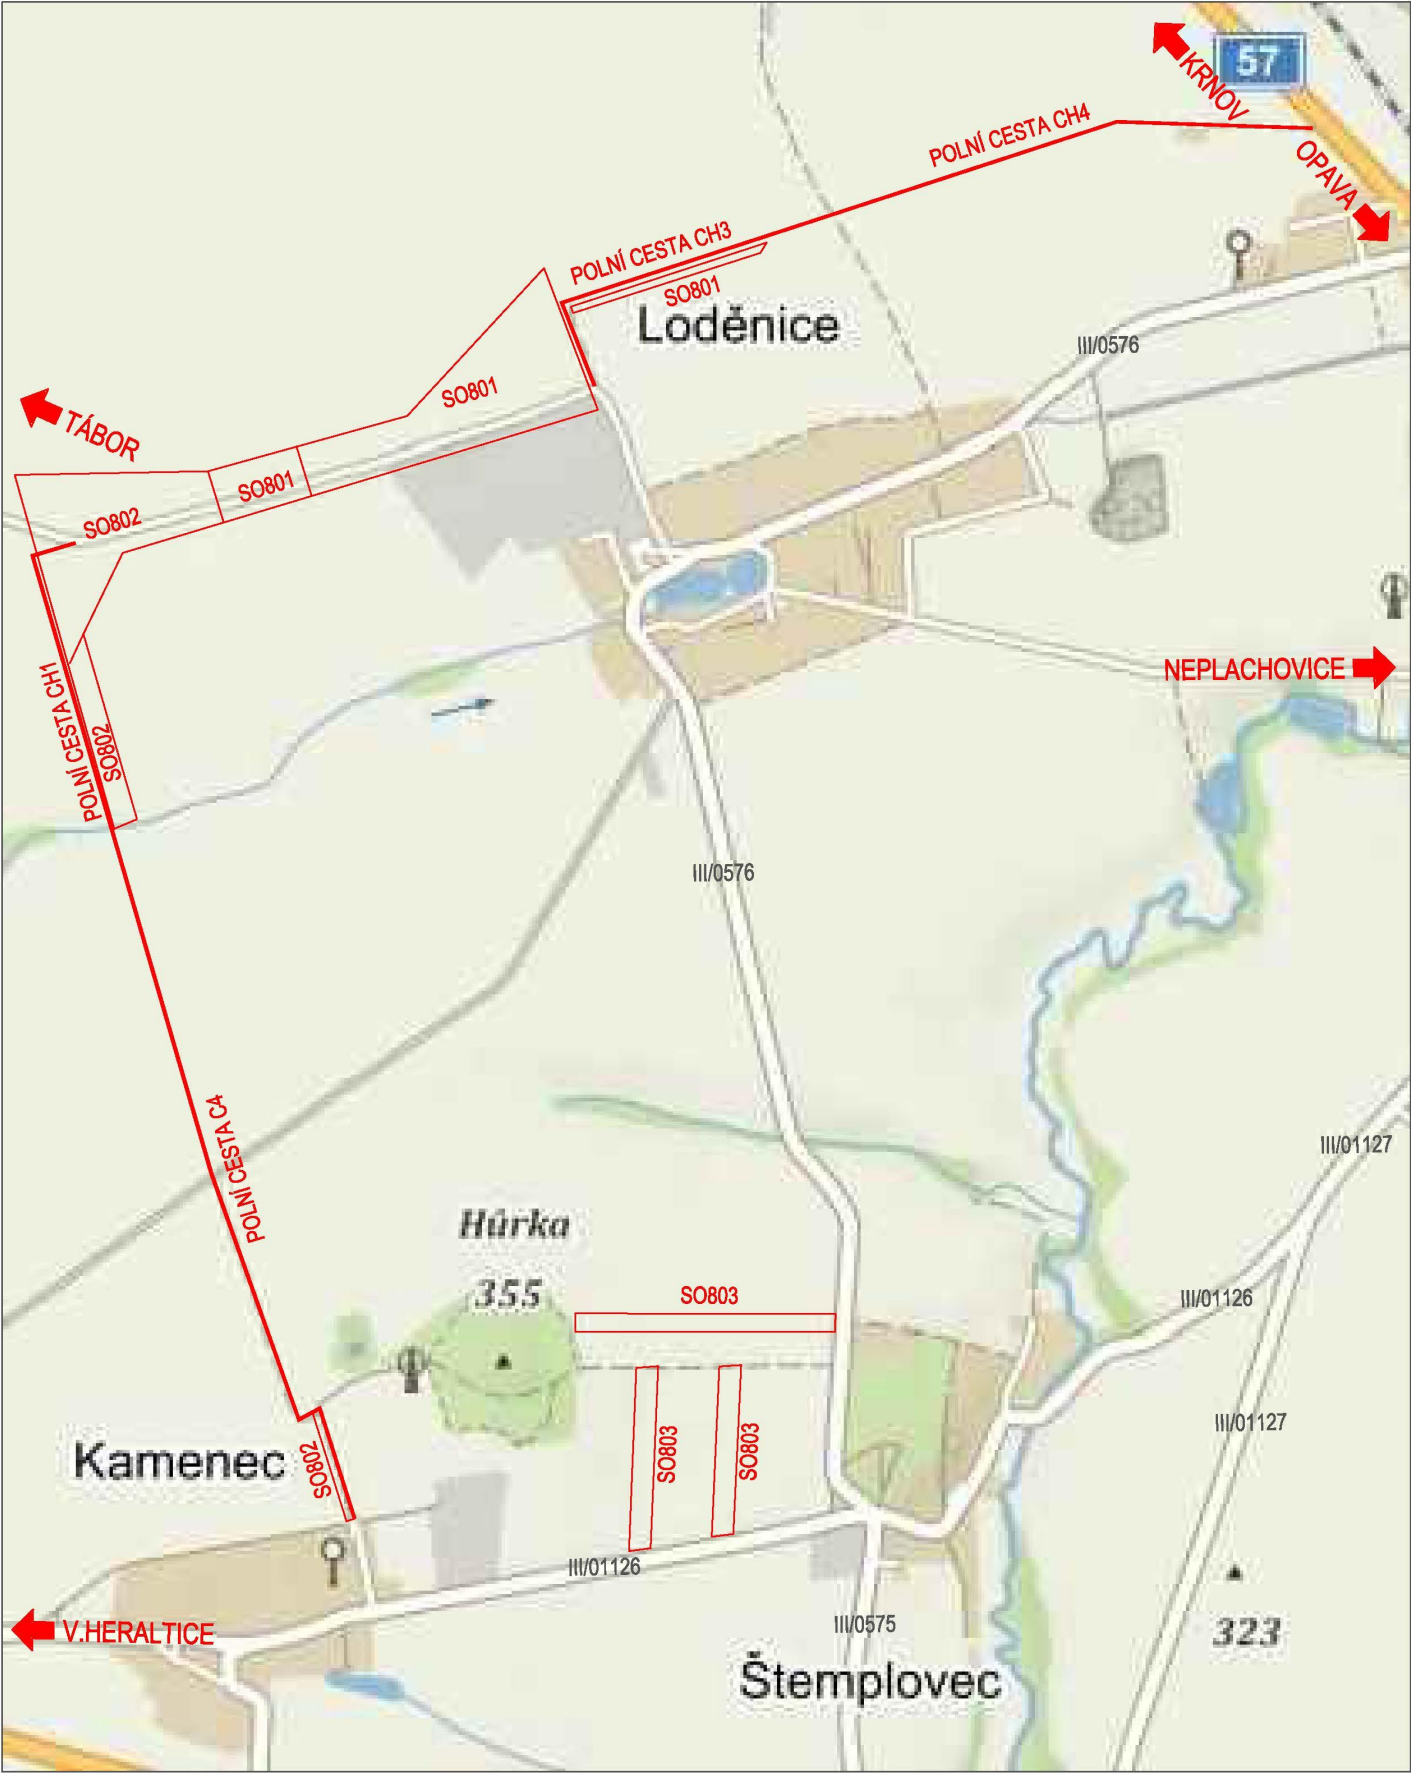 57
KRNOV
POLNÍ CESTA CH4
OPAVA
POLNÍ CESTA CH3
SO801
Loděnice
III/0576
SO801
TÁBOR
SO801
SO802
NEPLACHOVICE
POLNÍ CESTA CH1
SO802
III/0576
POLNÍ CESTA C4
III/01127
Hůrka
355
SO803
III/01126
III/01127
Kamenec
SO802
SO803
SO803
III/01126
V.HERALTICE
III/0575
323
Štemplovec